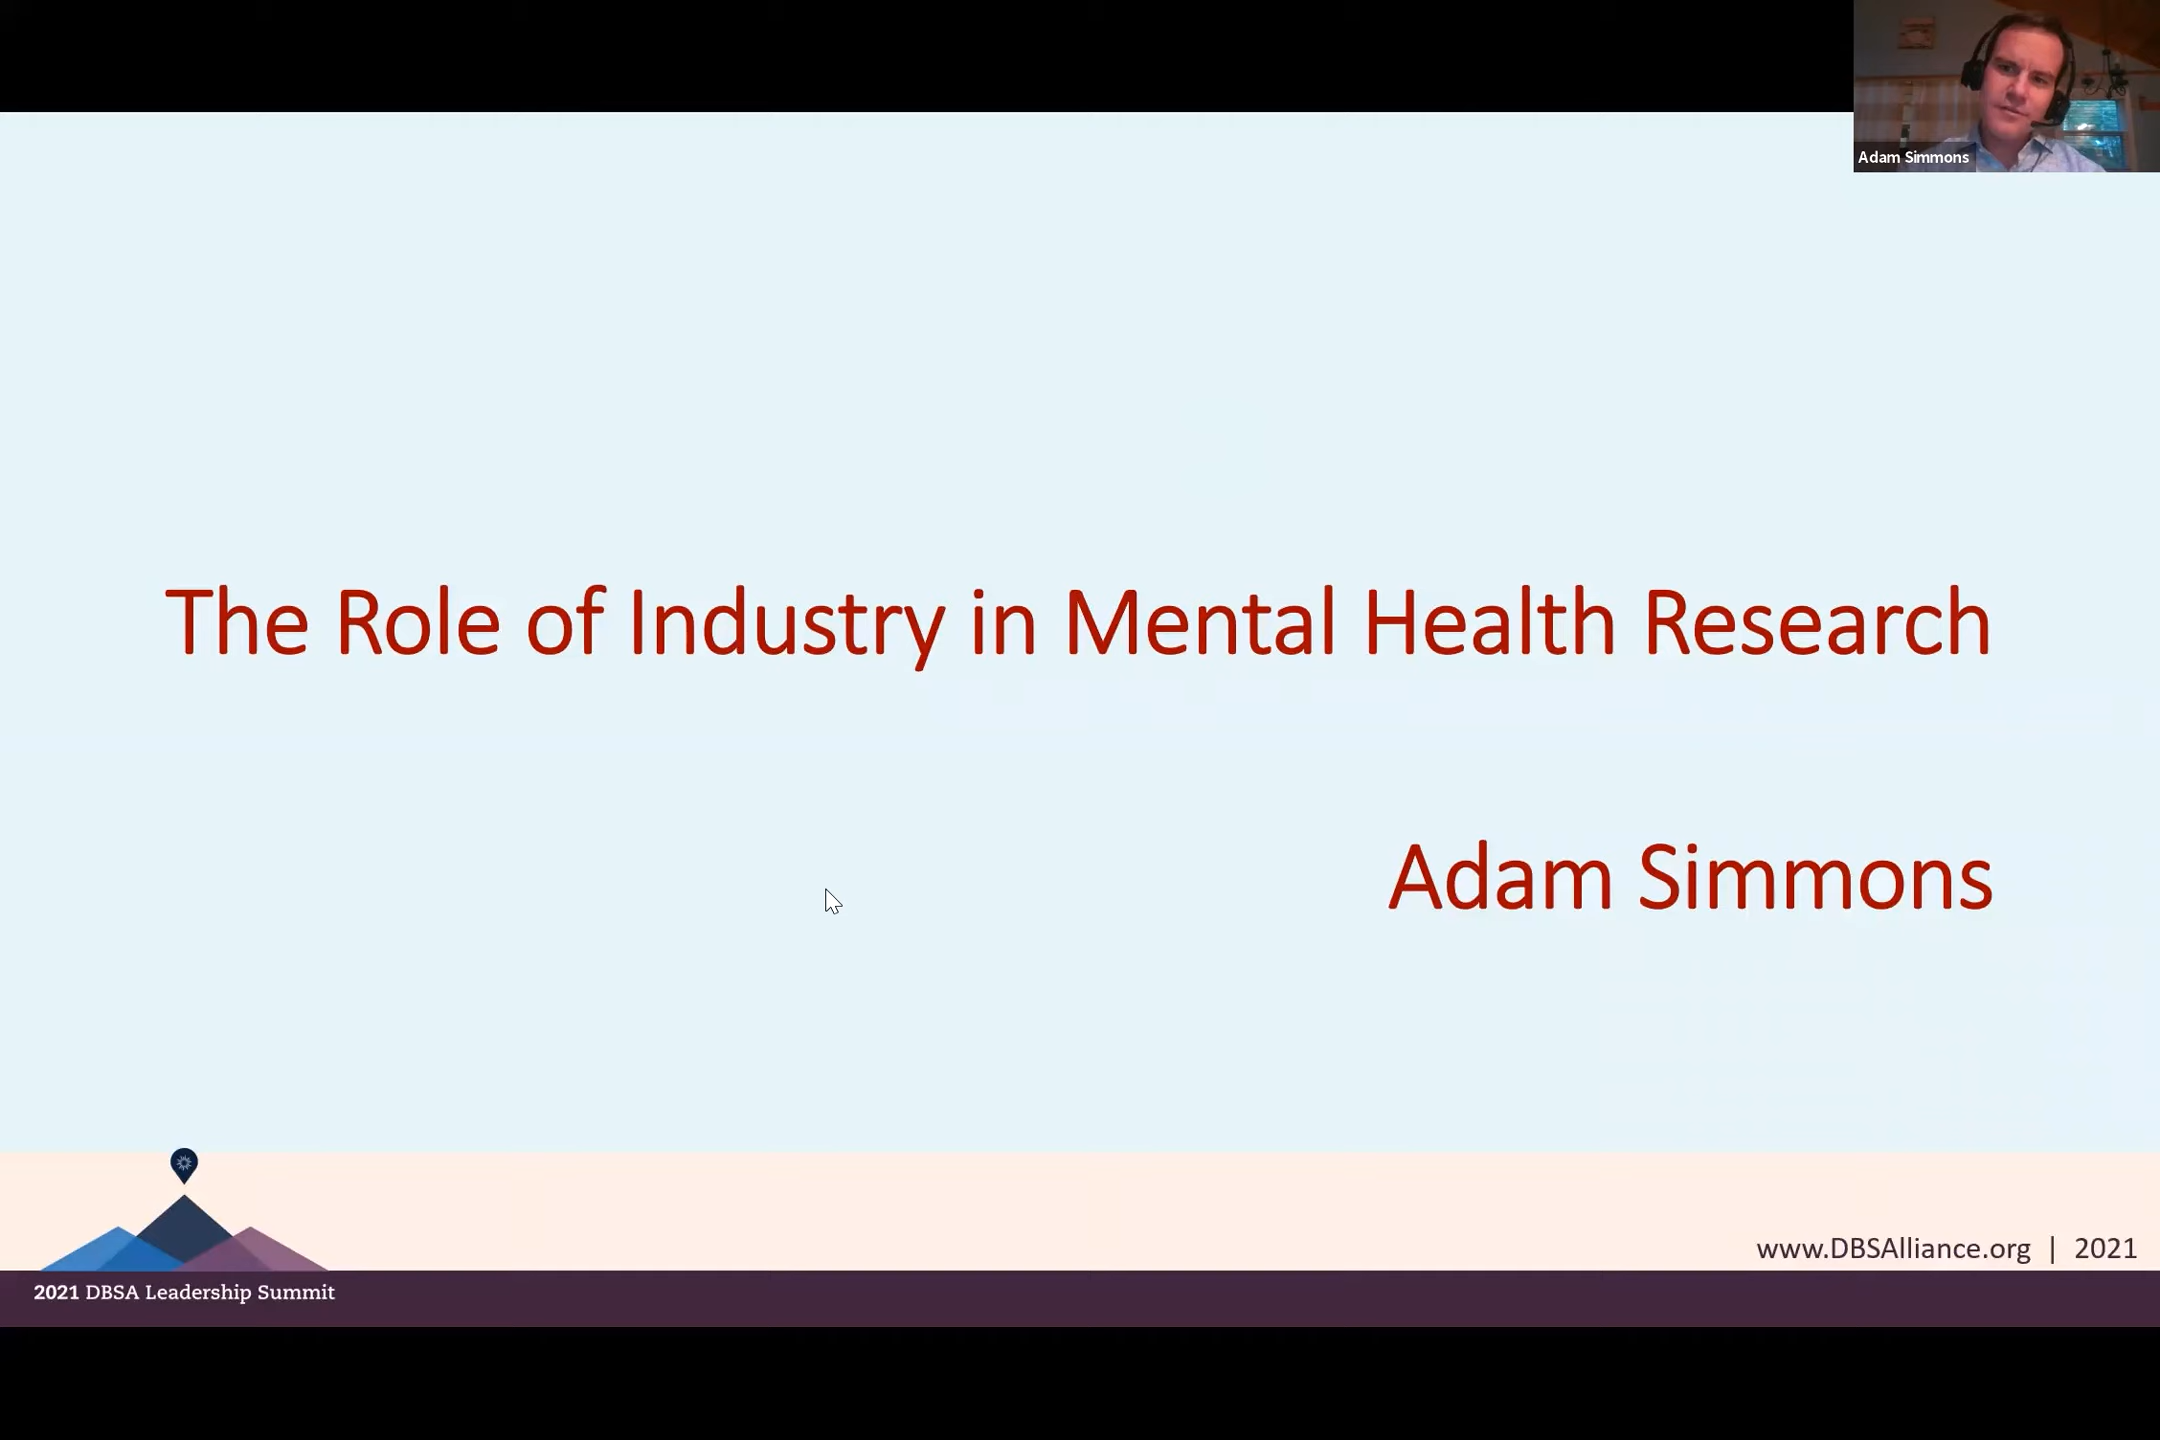 Adam Simmons
The Role of Industry in Mental Health Research
Adam Simmons
www.DBSAlliance.org | 2021
2021 DBSA Leadership Summit